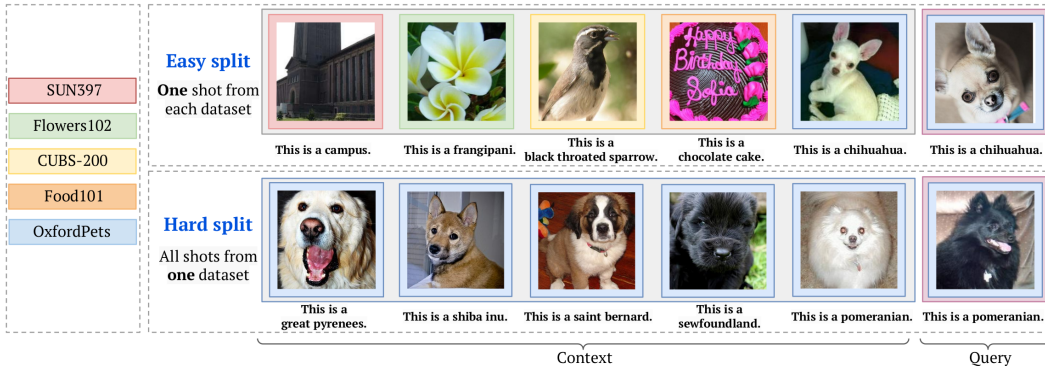 SUN397
Flowers102
CUBS-200
Food101
OxfordPets
Easy split
One shot from
each dataset
Happy
Birthday
Sofia
This is a campus.
This is a frangipani.
This is a
black throated sparrow.
This is a
chocolate cake.
This is a chihuahua.
This is a chihuahua.
Hard split
All shots from
one dataset
This is a
great pyrenees.
This is a shiba inu.
This is a saint bernard.
This is a
sewfoundland.
This is a pomeranian.
This is a pomeranian.
Context
Query